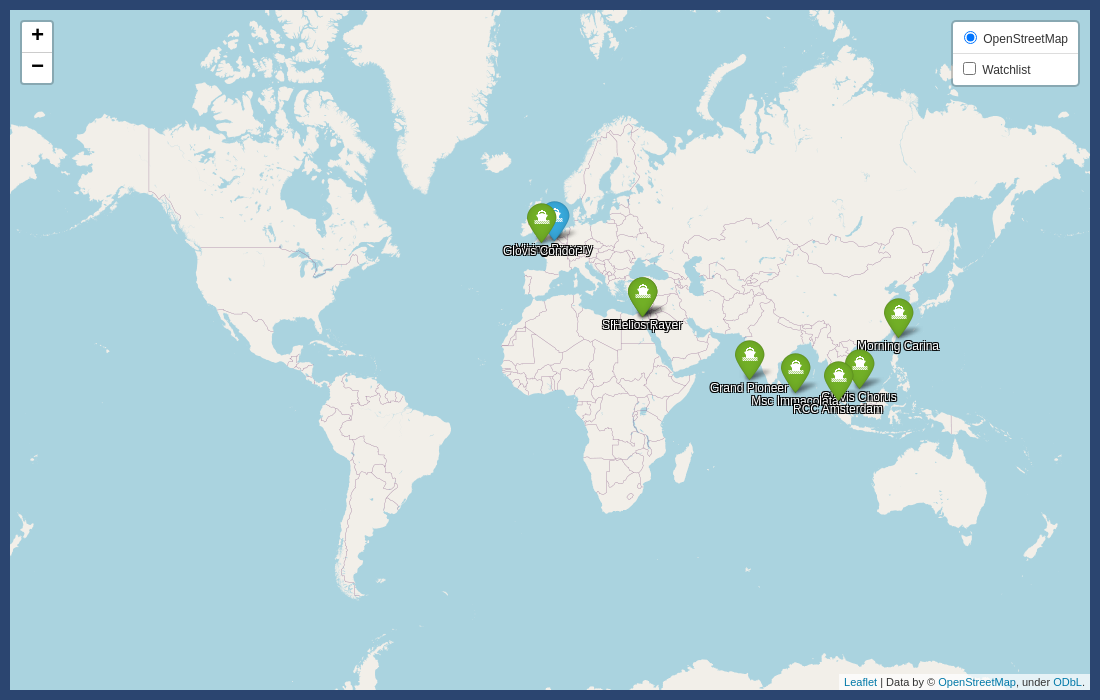 +
−
OpenStreetMap
Watchlist
Glovis Condor
Helios Rayer
Morning Carina
Grand Pioneer
Msc Immacolata
Glovis Chorus
RCC Amsterdam
Leaflet | Data by © OpenStreetMap, under ODbL.